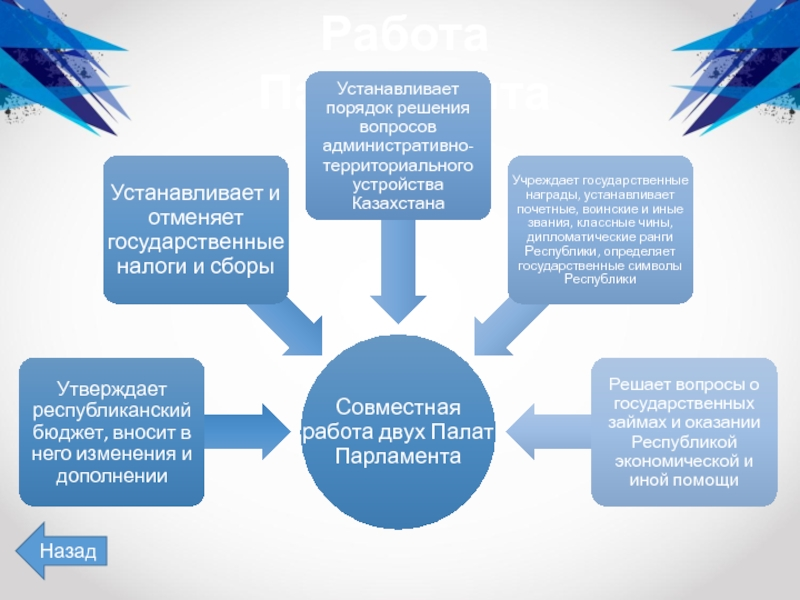 Работа
Устанавливает
порядок решения
вопросов
административно-
территориального
устройства
Казахстана
Устанавливает и
отменяет
государственные
налоги и сборы
Учреждает государственные
награды, устанавливает
почетные, воинские и иные
звания, классные чины,
дипломатические ранги
Республики, определяет
государственные символы
Республики
Утверждает
республиканский
бюджет, вносит в
него изменения и
дополнении
Совместная
работа двух Палат
Парламента
Решает вопросы о
государственных
займах и оказании
Республикой
экономической и
иной помощи
Назад